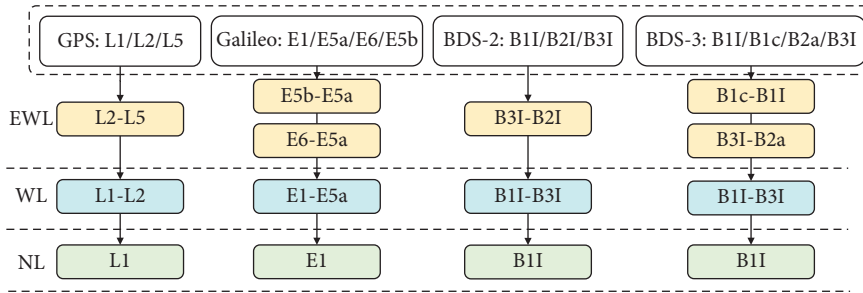 GPS: L1/L2/L5
Galileo: E1/E5a/E6/E5b
BDS-2: B1I/B2I/B3I
BDS-3: B1I/B1c/B2a/B3I
EWL
L2-L5
E5b-E5a
E6-E5a
B3I-B2I
B1c-B1I
B3I-B2a
WL
L1-L2
E1-E5a
B1I-B3I
B1I-B3I
NL
L1
E1
B1I
B1I